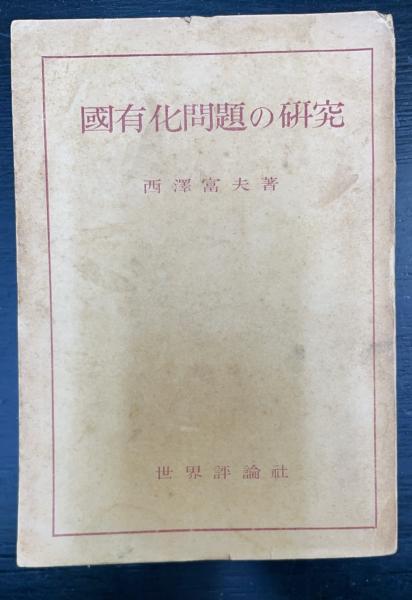 國有化問題の研究
西澤富夫著
世界評論社